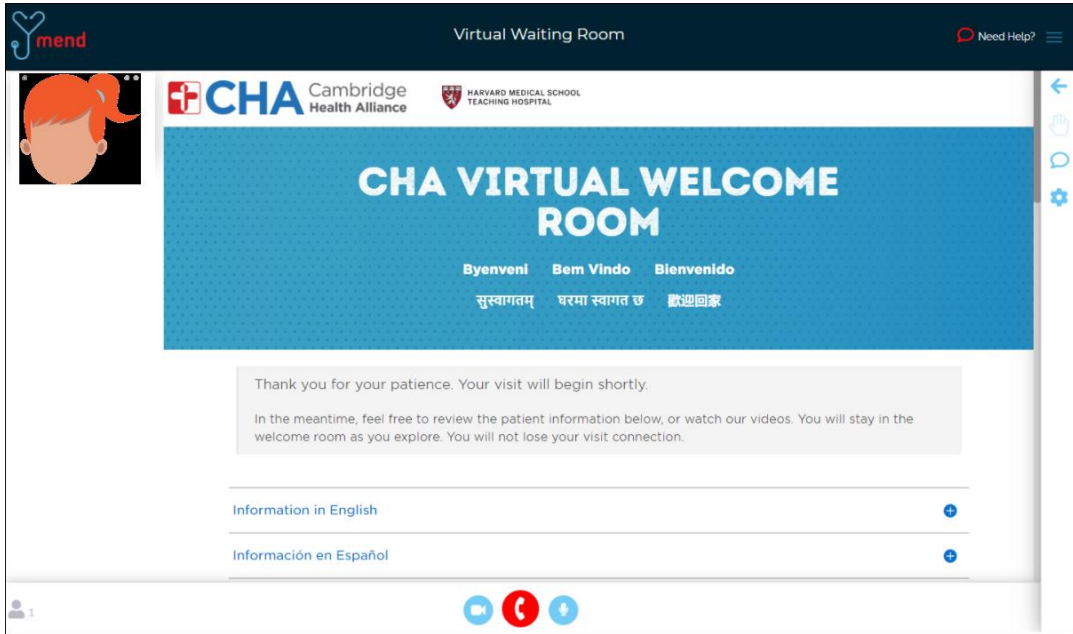 mend
Virtual Waiting Room
Need Help?
CHA Cambridge
Health Alliance
HARVARD MEDICAL SCHOOL
TEACHING HOSPITAL
CHA VIRTUAL WELCOME
ROOM
Byenveni Bem Vindo Bienvenido
सुस्वागतम् घरमा स्वागत छ 歡迎回家
Thank you for your patience. Your visit will begin shortly.
In the meantime, feel free to review the patient information below, or watch our videos. You will stay in the
welcome room as you explore. You will not lose your visit connection.
Information in English
Información en Español
1